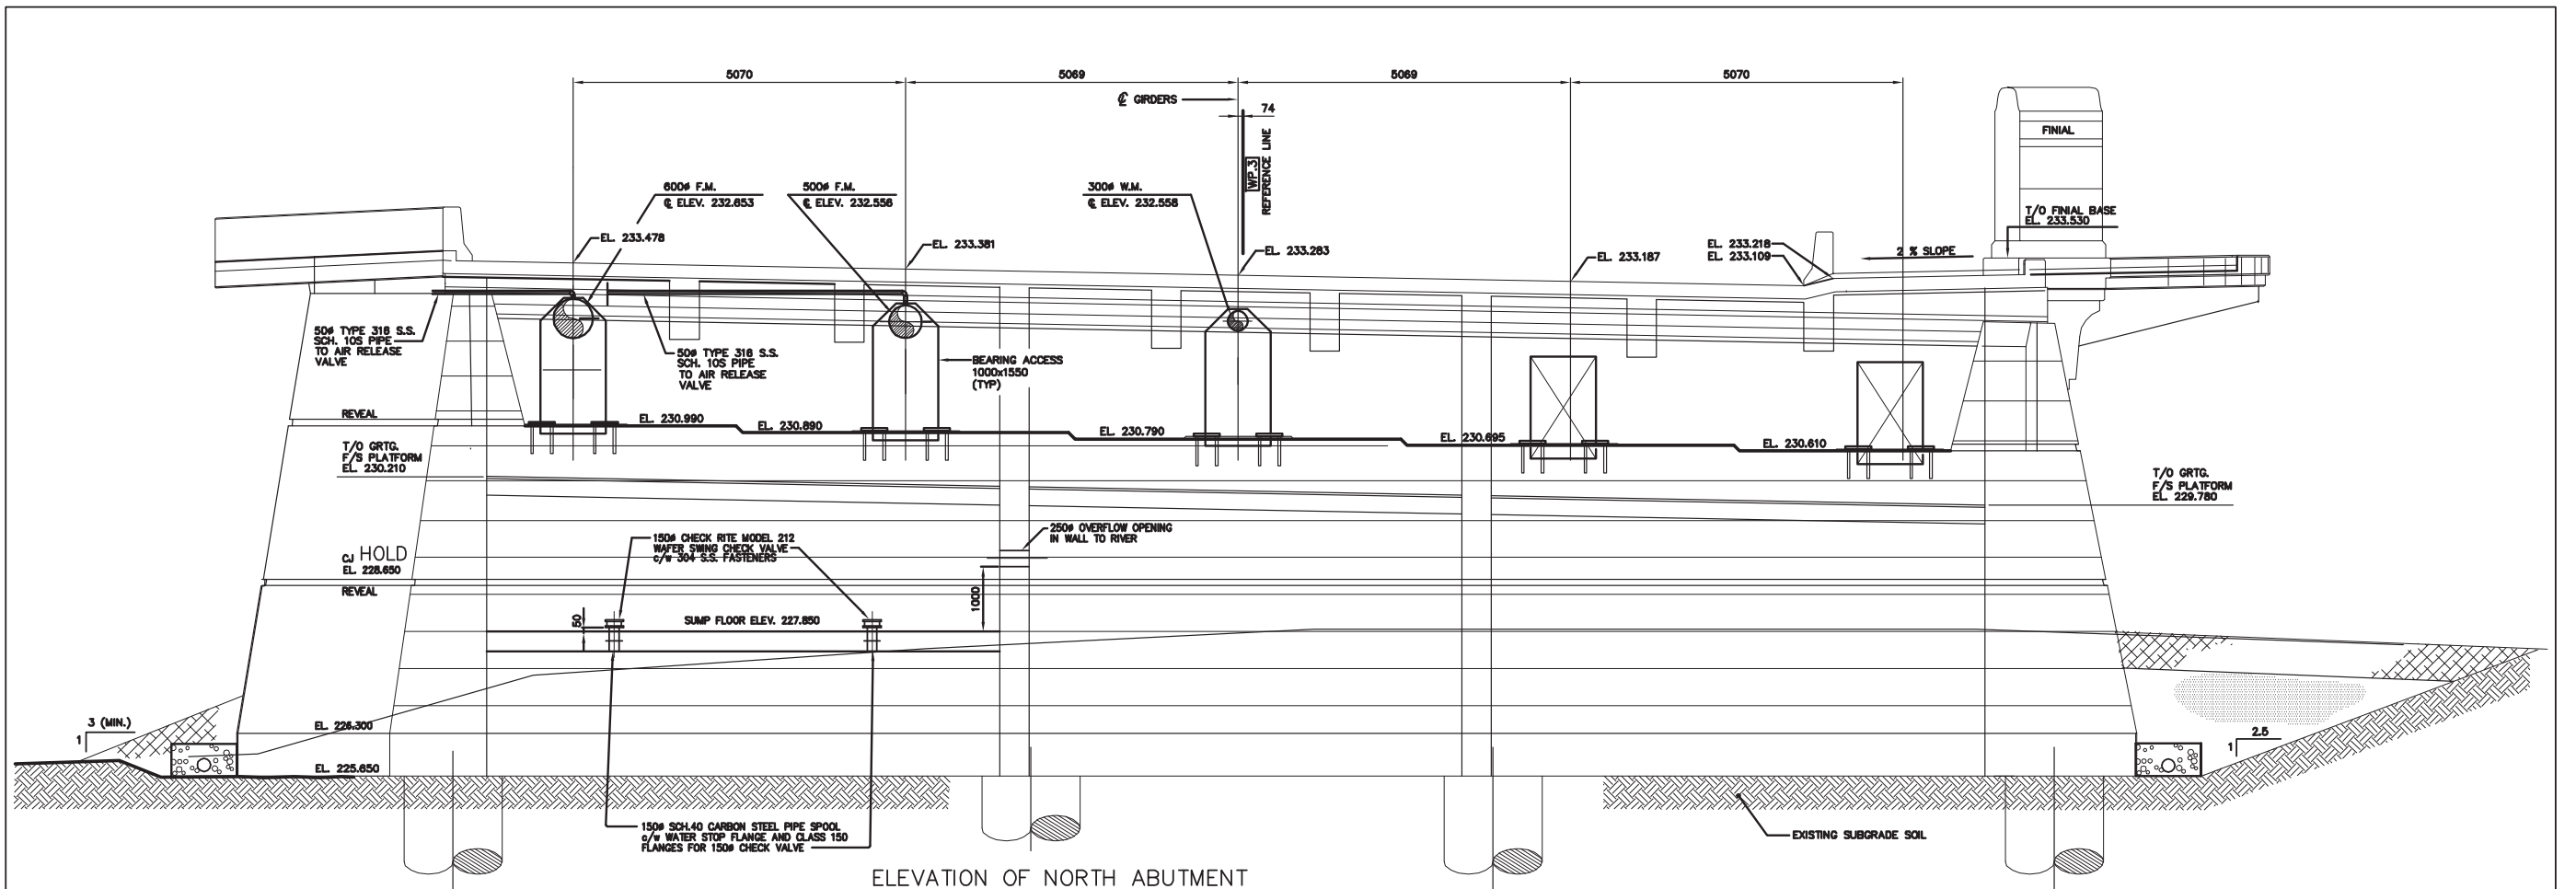 5070
5069
5069
5070
℄ GIRDERS
74
WP.3
REFERENCE LINE
FINIAL
600ø F.M.
℄ ELEV. 232.653
500ø F.M.
℄ ELEV. 232.556
300ø W.M.
℄ ELEV. 232.558
T/O FINIAL BASE
EL. 233.530
EL. 233.478
EL. 233.381
EL. 233.283
EL. 233.187
EL. 233.218
EL. 233.109
2 % SLOPE
50ø TYPE 316 S.S.
SCH. 10S PIPE
TO AIR RELEASE
VALVE
50ø TYPE 316 S.S.
SCH. 10S PIPE
TO AIR RELEASE
VALVE
BEARING ACCESS
1000x1550
(TYP)
REVEAL
EL. 230.990
EL. 230.890
EL. 230.790
EL. 230.695
EL. 230.610
T/O GRTG.
F/S PLATFORM
EL. 230.210
T/O GRTG.
F/S PLATFORM
EL. 229.780
150ø CHECK RITE MODEL 212
WAFER SWING CHECK VALVE
c/w 304 S.S. FASTENERS
250ø OVERFLOW OPENING
IN WALL TO RIVER
CJ HOLD
EL. 228.650
REVEAL
1000
50
SUMP FLOOR ELEV. 227.850
3 (MIN.)
1
EL. 226.300
2.5
1
EL. 225.650
150ø SCH.40 CARBON STEEL PIPE SPOOL
c/w WATER STOP FLANGE AND CLASS 150
FLANGES FOR 150ø CHECK VALVE
EXISTING SUBGRADE SOIL
ELEVATION OF NORTH ABUTMENT